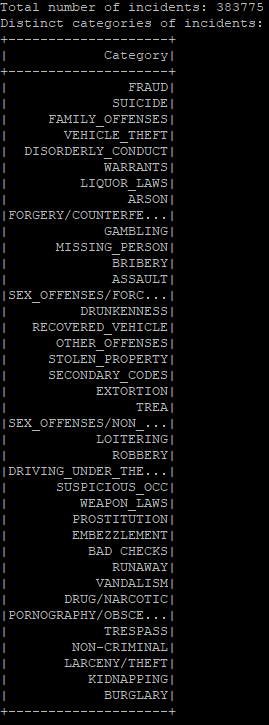 Total number of incidents: 383775
Distinct categories of incidents:
+--------------------+
|            Category|
+--------------------+
|               FRAUD|
|             SUICIDE|
|     FAMILY_OFFENSES|
|       VEHICLE_THEFT|
|  DISORDERLY_CONDUCT|
|            WARRANTS|
|         LIQUOR_LAWS|
|               ARSON|
|FORGERY/COUNTERFE...|
|            GAMBLING|
|      MISSING_PERSON|
|             BRIBERY|
|             ASSAULT|
|SEX_OFFENSES/FORC...|
|         DRUNKENNESS|
|   RECOVERED_VEHICLE|
|      OTHER_OFFENSES|
|     STOLEN_PROPERTY|
|     SECONDARY_CODES|
|           EXTORTION|
|                TREA|
|SEX_OFFENSES/NON_...|
|           LOITERING|
|             ROBBERY|
|DRIVING_UNDER_THE...|
|      SUSPICIOUS_OCC|
|         WEAPON_LAWS|
|        PROSTITUTION|
|        EMBEZZLEMENT|
|          BAD CHECKS|
|             RUNAWAY|
|           VANDALISM|
|       DRUG/NARCOTIC|
|PORNOGRAPHY/OBSCE...|
|            TRESPASS|
|        NON-CRIMINAL|
|       LARCENY/THEFT|
|          KIDNAPPING|
|            BURGLARY|
+--------------------+